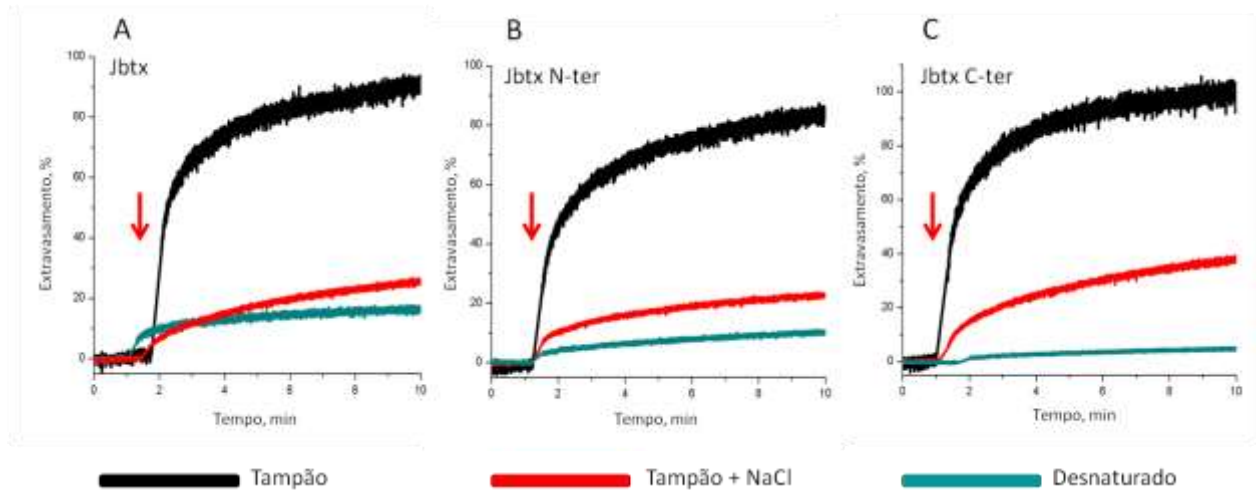 A
Jbtx
Extravasamento, %
100
80
60
40
20
0
0 2 4 6 8 10
Tempo, min
B
Jbtx N-ter
Extravasamento, %
100
80
60
40
20
0
0 2 4 6 8 10
Tempo, min
C
Jbtx C-ter
Extravasamento, %
100
80
60
40
20
0
0 2 4 6 8 10
Tempo, min
Tampão
Tampão + NaCl
Desnaturado